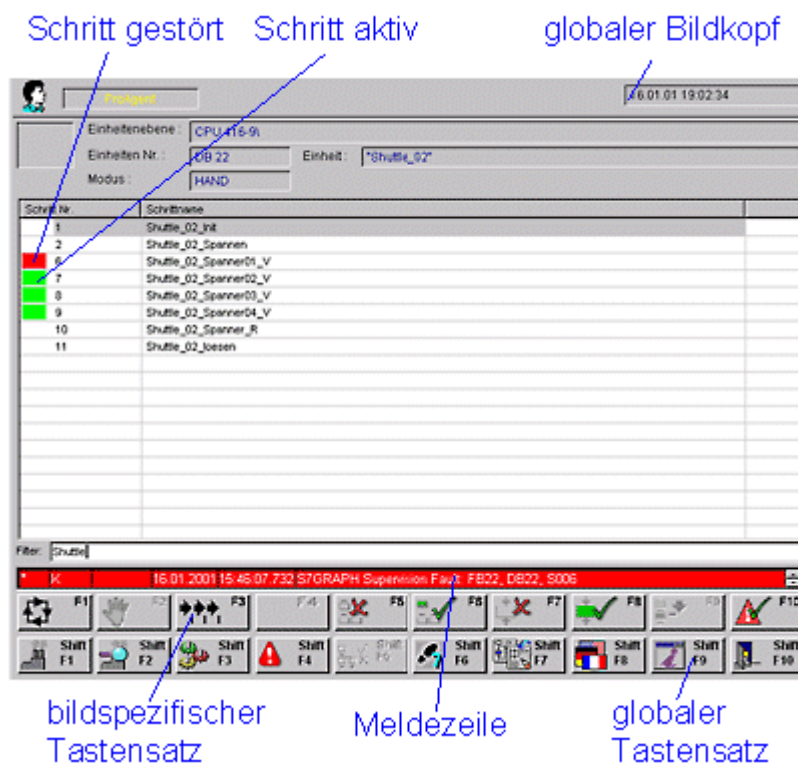 Schritt gestört Schritt aktiv globaler Bildkopf
ProAgent 16.01.01 19:02:34
Einheitenebene : CPU 416-9\
Einheiten Nr. : DB 22 Einheit : "Shuttle_02"
Modus : HAND
Schritt Nr. Schrittname
1 Shuttle_02_Init
2 Shuttle_02_Spannen
6 Shuttle_02_Spanner01_V
7 Shuttle_02_Spanner02_V
8 Shuttle_02_Spanner03_V
9 Shuttle_02_Spanner04_V
10 Shuttle_02_Spanner_R
11 Shuttle_02_loesen
Filter: Shuttle
* K 16.01.2001 15:46:07.732 S7GRAPH Supervision Fault: FB22, DB22, S006
F1 F2 F3 F4 F5 F6 F7 F8 F9 F10
Shift F1 Shift F2 Shift F3 Shift F4 Shift Shift F6 Shift F7 Shift F8 Shift F9 Shift F10
bildspezifischer Tastensatz
Meldezeile
globaler Tastensatz